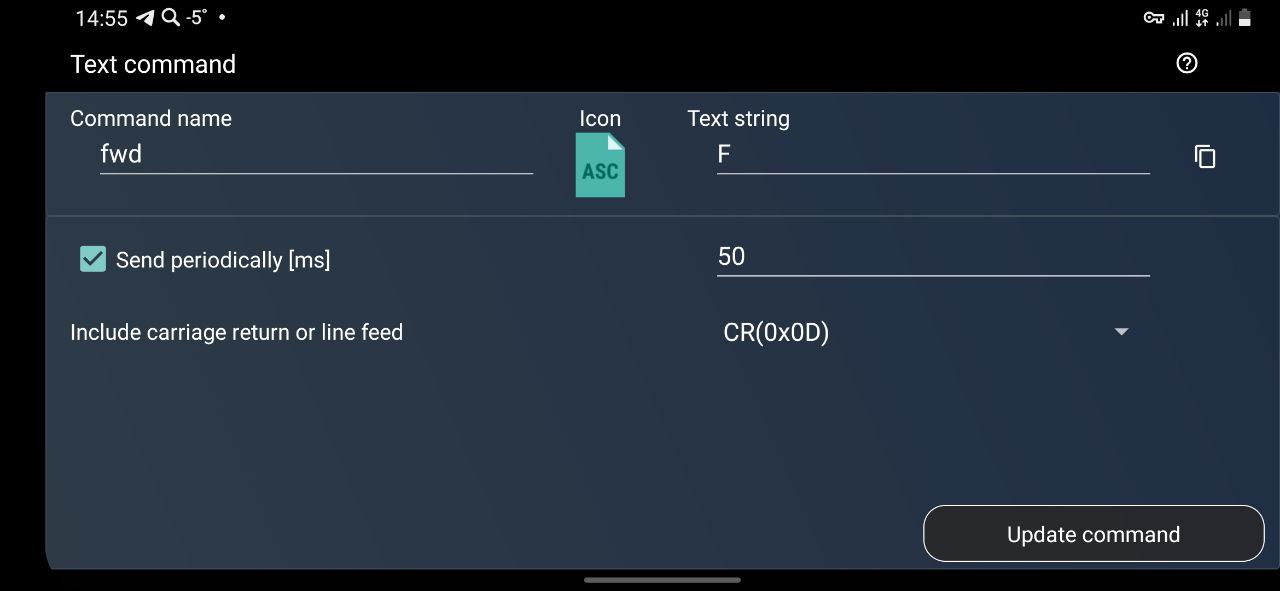 14:55 -5° •
4G
Text command
Command name
Icon
Text string
fwd
ASC
F
Send periodically [ms]
50
Include carriage return or line feed
CR(0x0D)
Update command